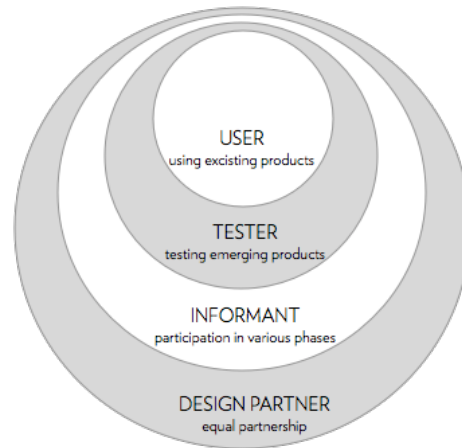 USER
using excisting products
TESTER
testing emerging products
INFORMANT
participation in various phases
DESIGN PARTNER
equal partnership